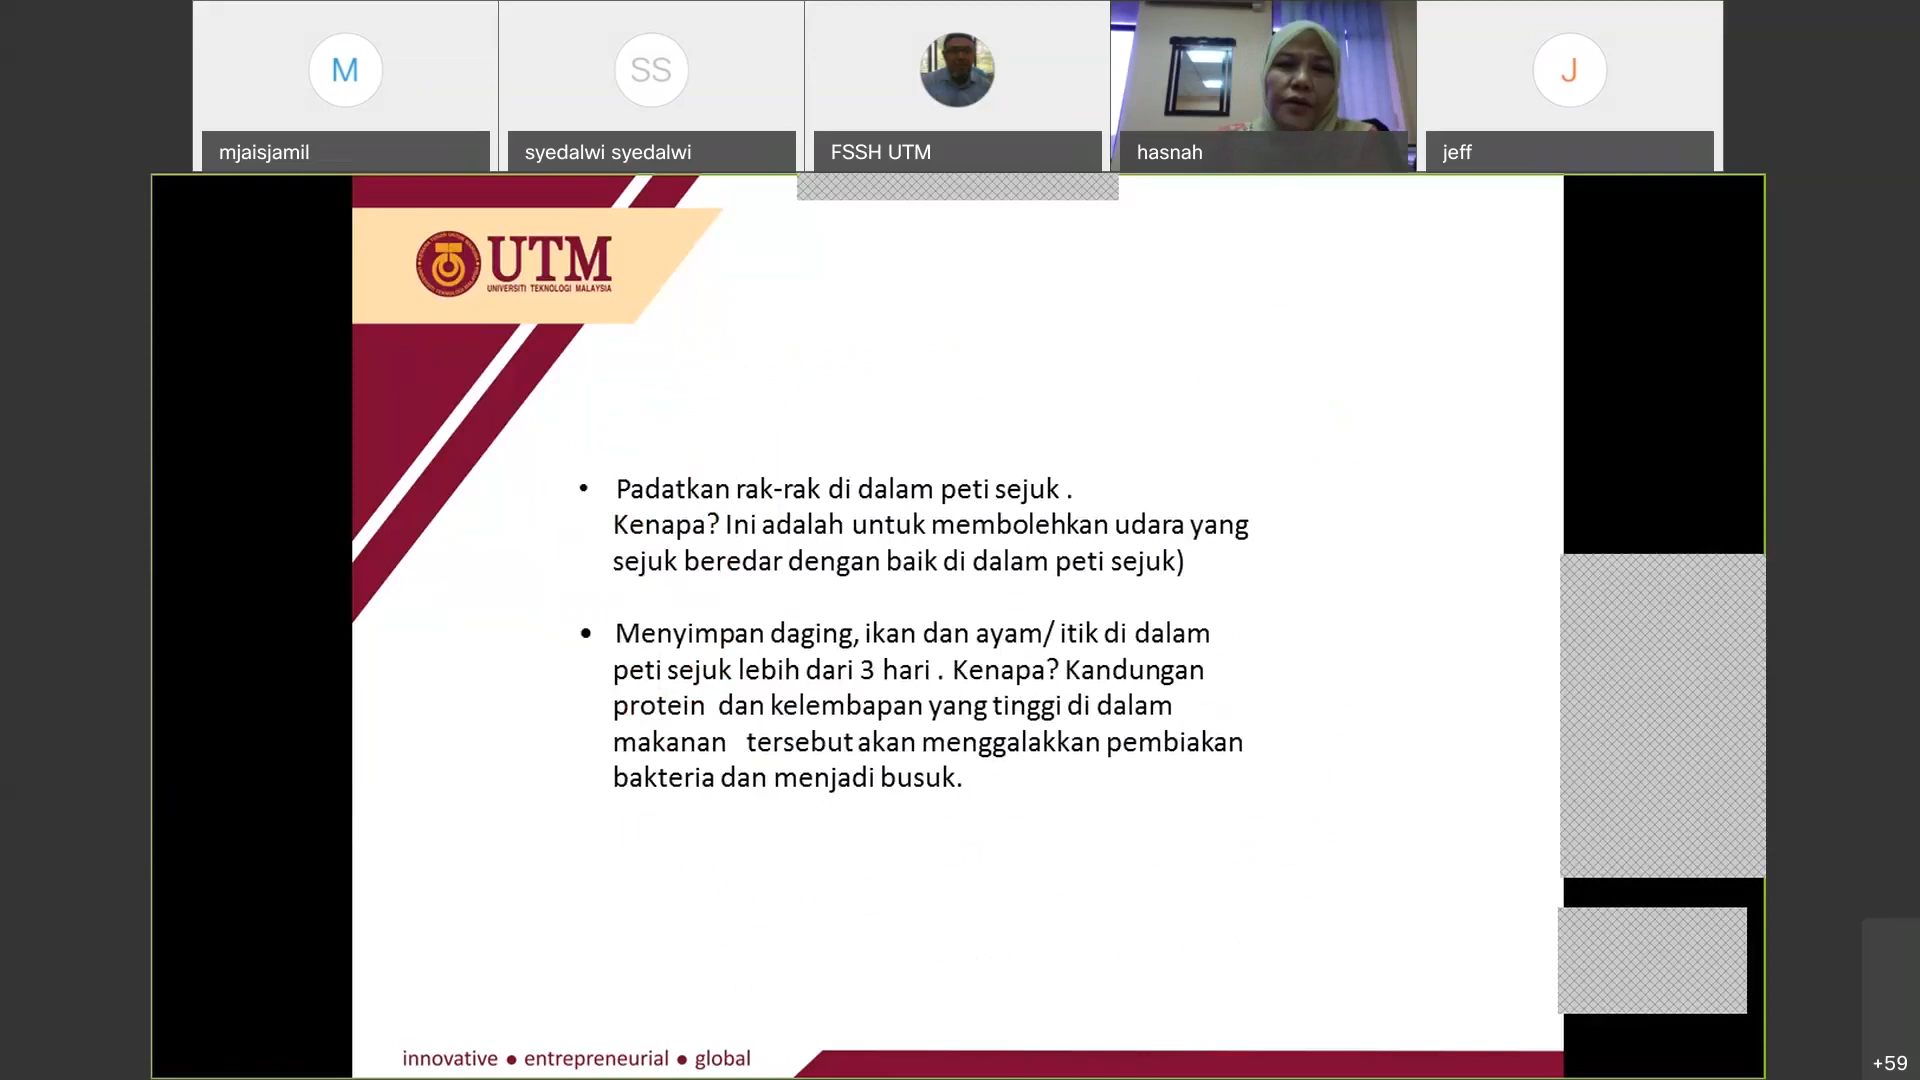 M
SS
J
mjaisjamil
syedalwi syedalwi
FSSH UTM
hasnah
jeff
UTM
UNIVERSITI TEKNOLOGI MALAYSIA
• Padatkan rak-rak di dalam peti sejuk .
Kenapa? Ini adalah untuk membolehkan udara yang
sejuk beredar dengan baik di dalam peti sejuk)
• Menyimpan daging, ikan dan ayam/ itik di dalam
peti sejuk lebih dari 3 hari . Kenapa? Kandungan
protein dan kelembapan yang tinggi di dalam
makanan tersebut akan menggalakkan pembiakan
bakteria dan menjadi busuk.
innovative ● entrepreneurial ● global
+59